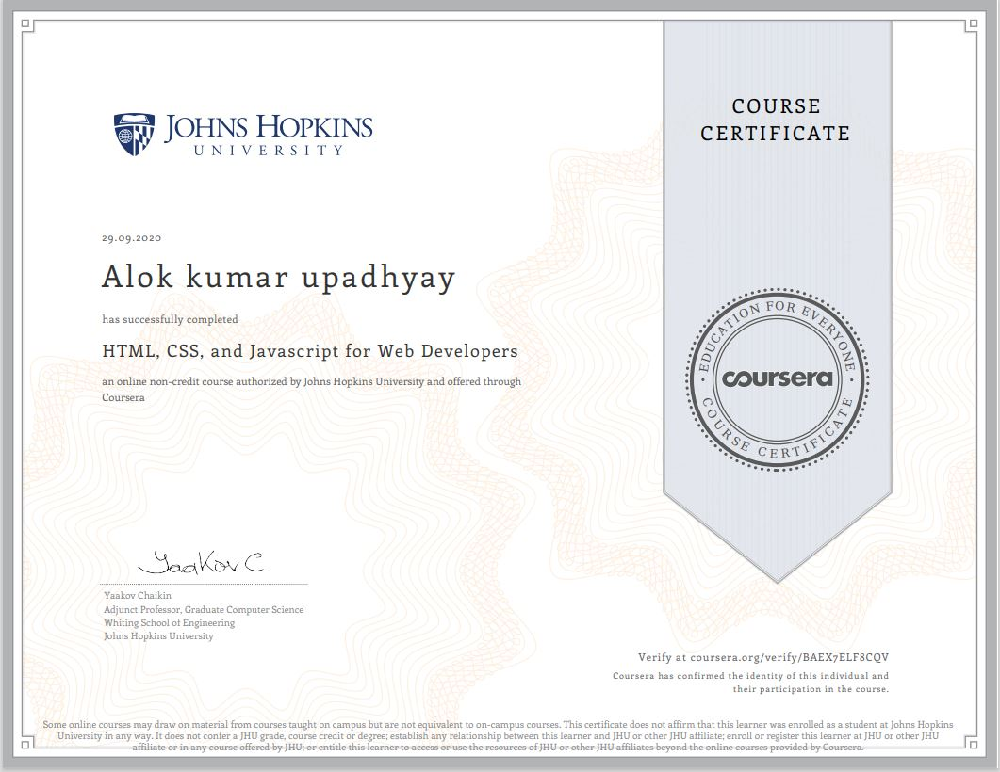 COURSE
CERTIFICATE
JOHNS HOPKINS
UNIVERSITY
29.09.2020
Alok kumar upadhyay
has successfully completed
HTML, CSS, and Javascript for Web Developers
an online non-credit course authorized by Johns Hopkins University and offered through
Coursera
EDUCATION FOR EVERYONE
coursera
COURSE CERTIFICATE
Yaakov C.
Yaakov Chaikin
Adjunct Professor, Graduate Computer Science
Whiting School of Engineering
Johns Hopkins University
Verify at coursera.org/verify/BAEX7ELF8CQV
Coursera has confirmed the identity of this individual and
their participation in the course.
Some online courses may draw on material from courses taught on campus but are not equivalent to on-campus courses. This certificate does not affirm that this learner was enrolled as a student at Johns Hopkins
University in any way. It does not confer a JHU grade, course credit or degree; establish any relationship between this learner and JHU or other JHU affiliate; enroll or register this learner at JHU or other JHU
affiliate or in any course offered by JHU; or entitle this learner to access or use the resources of JHU or other JHU affiliates beyond the online courses provided by Coursera.